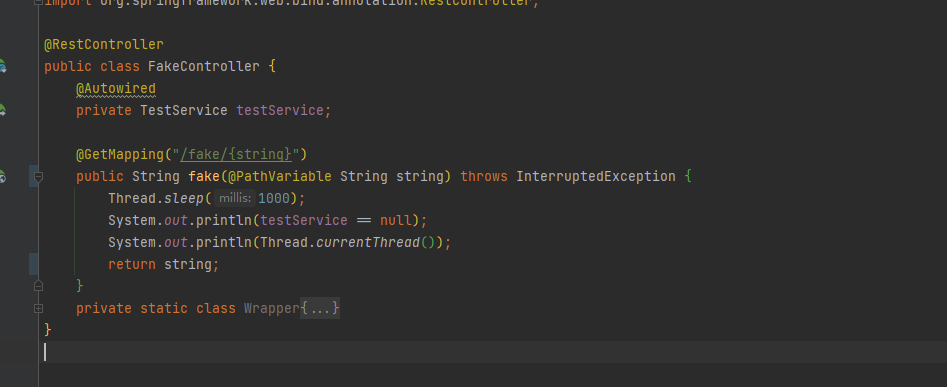 import org.springframework.web.bind.annotation.RestController;
@RestController
public class FakeController {
@Autowired
private TestService testService;
@GetMapping("/fake/{string}")
public String fake(@PathVariable String string) throws InterruptedException {
Thread.sleep( millis: 1000);
System.out.println(testService == null);
System.out.println(Thread.currentThread());
return string;
}
private static class Wrapper{...}
}